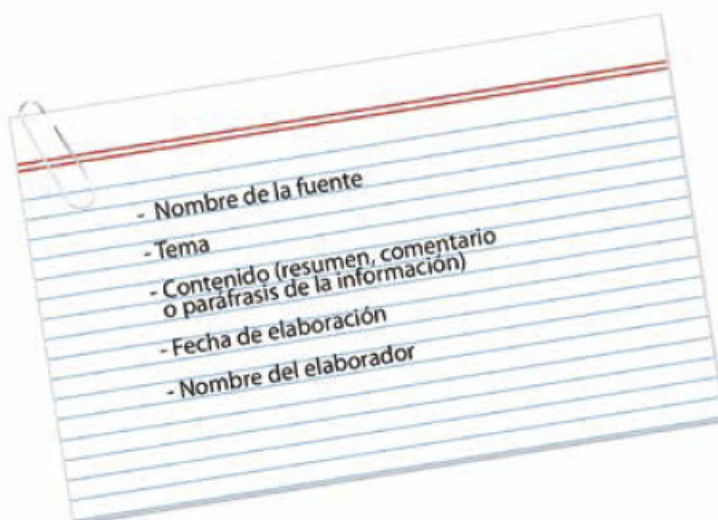 - Nombre de la fuente
- Tema
- Contenido (resumen, comentario
o paráfrasis de la información)
- Fecha de elaboración
- Nombre del elaborador